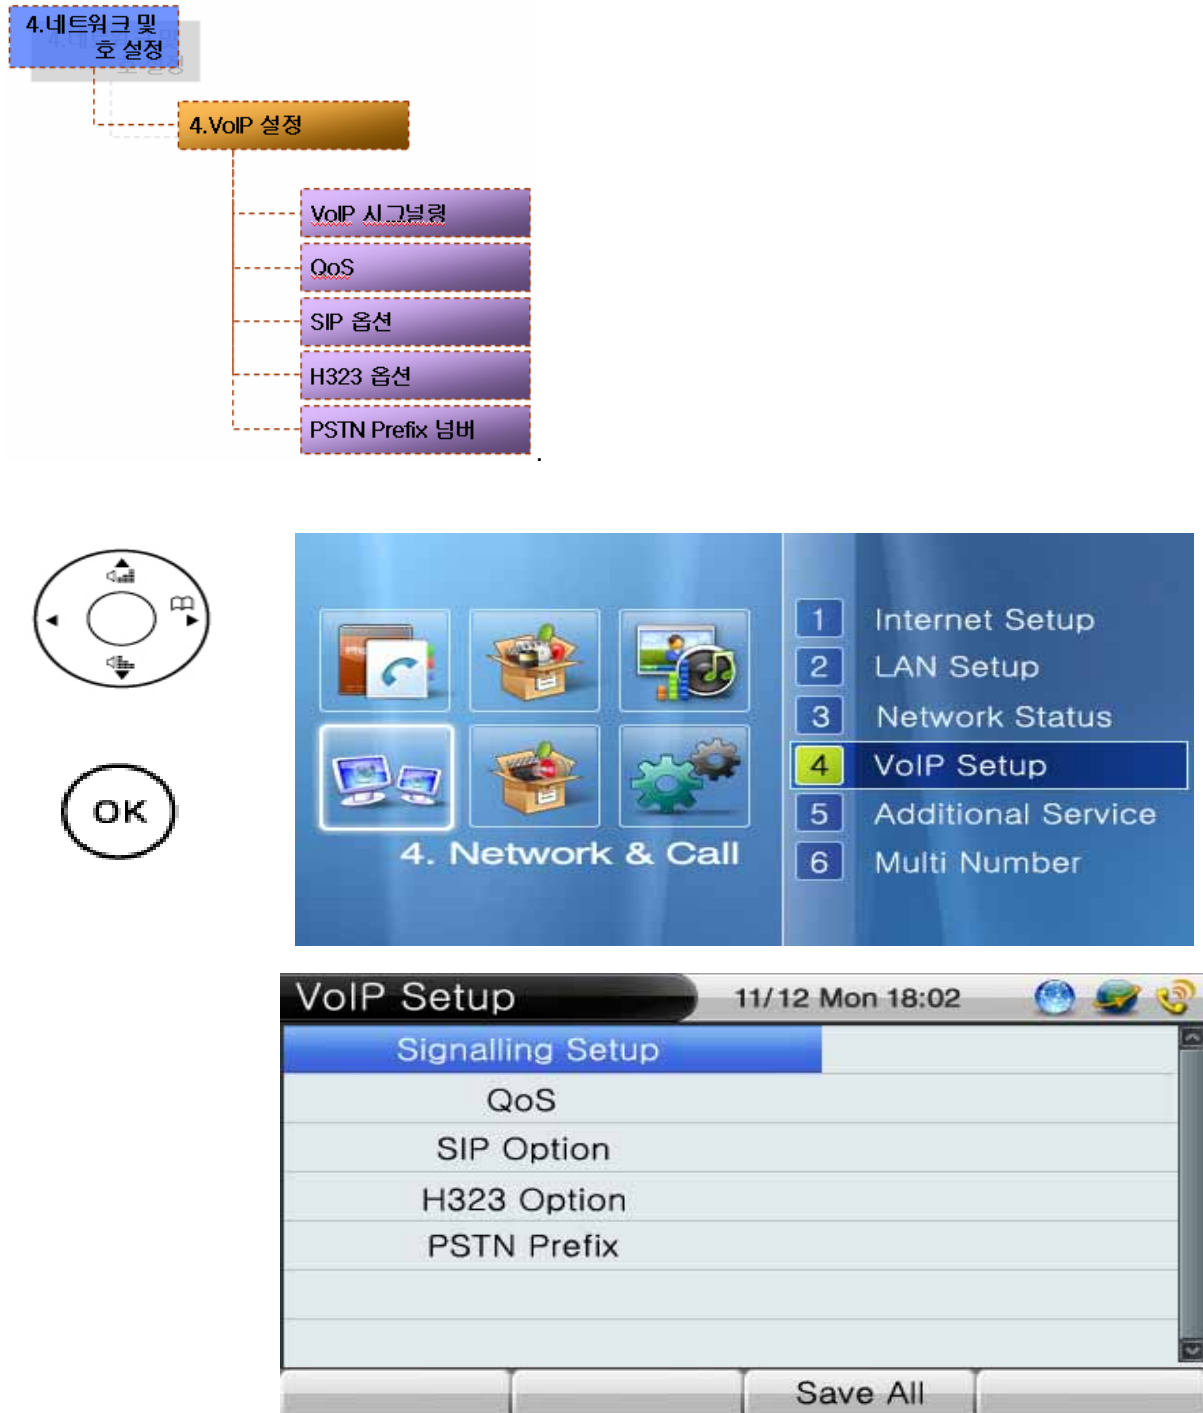 4.네트워크 및
호 설정
4.VoIP 설정
VoIP 시그널링
QoS
SIP 옵션
H323 옵션
PSTN Prefix 넘버
.
OK
4. Network & Call
1 Internet Setup
2 LAN Setup
3 Network Status
4 VoIP Setup
5 Additional Service
6 Multi Number
VoIP Setup 11/12 Mon 18:02
Signalling Setup
QoS
SIP Option
H323 Option
PSTN Prefix
Save All